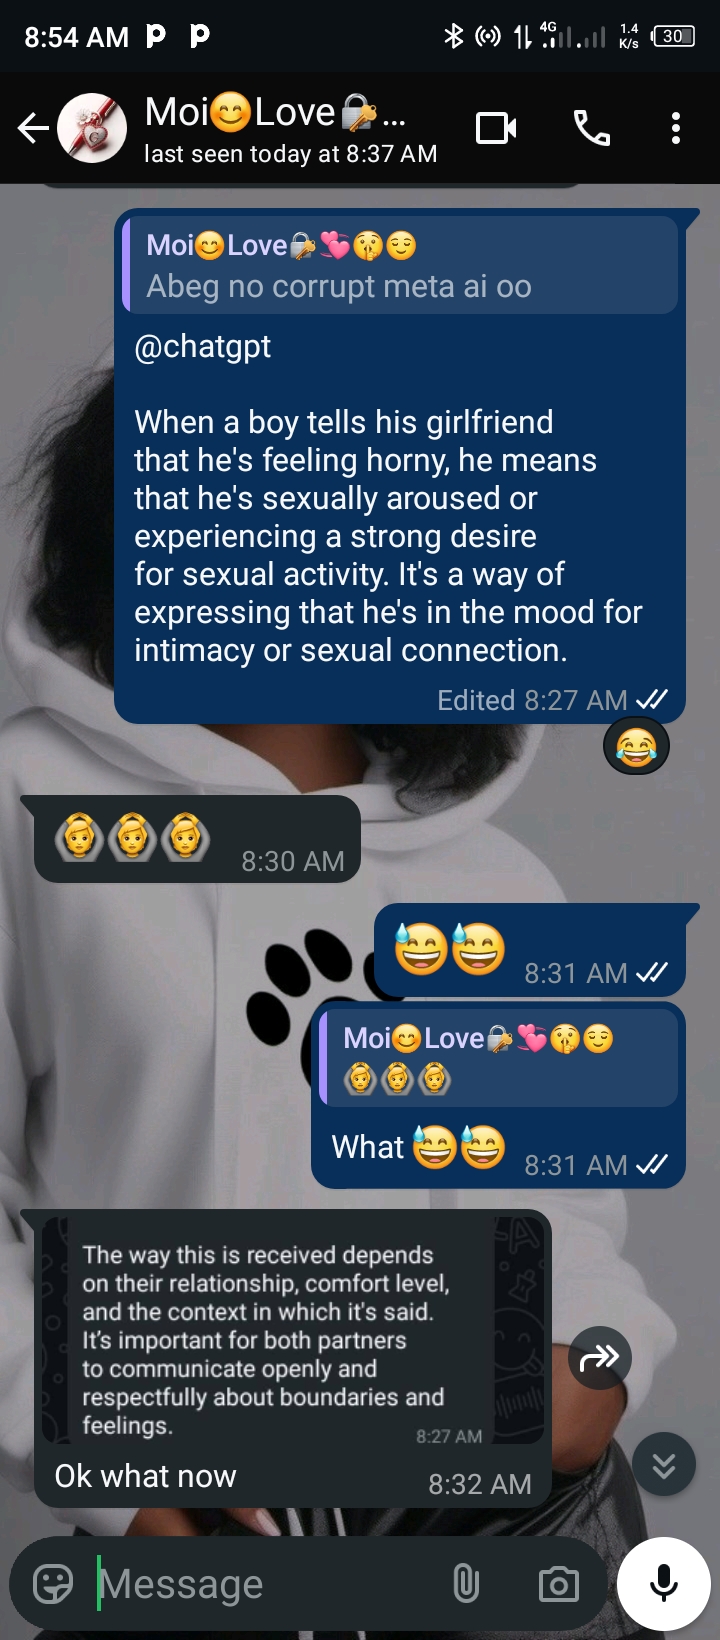 8:54 AM
4G
1.4
K/s
30
Moi😊Love🔐...
last seen today at 8:37 AM
Moi😊Love🔐💞🤫😌
Abeg no corrupt meta ai oo
@chatgpt
When a boy tells his girlfriend
that he's feeling horny, he means
that he's sexually aroused or
experiencing a strong desire
for sexual activity. It's a way of
expressing that he's in the mood for
intimacy or sexual connection.
Edited 8:27 AM
😂
🙆🙆🙆 8:30 AM
😅😅 8:31 AM
Moi😊Love🔐💞🤫😌
🙆🙆🙆
What 😅😅 8:31 AM
The way this is received depends
on their relationship, comfort level,
and the context in which it's said.
It's important for both partners
to communicate openly and
respectfully about boundaries and
feelings.
8:27 AM
Ok what now 8:32 AM
Message